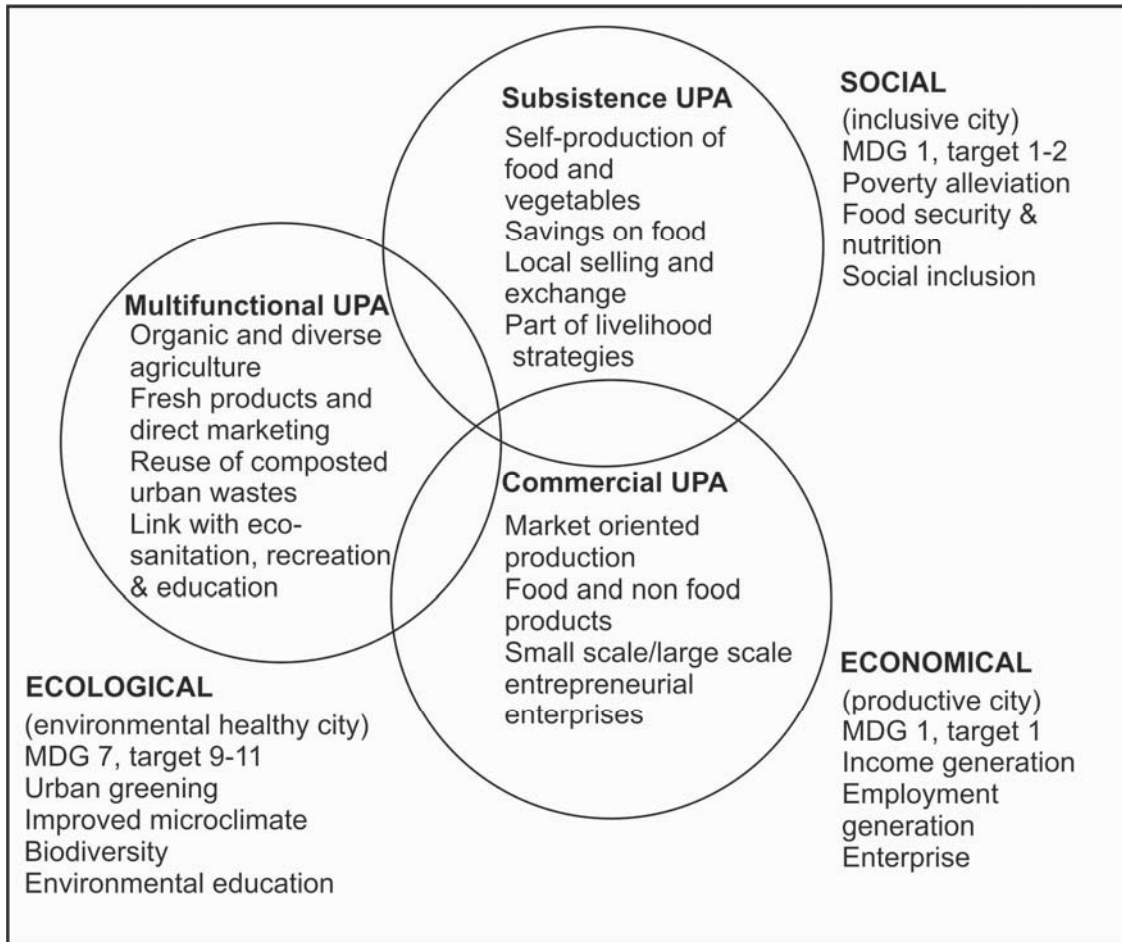 Subsistence UPA
Self-production of
food and
vegetables
Savings on food
Local selling and
exchange
Part of livelihood
strategies
SOCIAL
(inclusive city)
MDG 1, target 1-2
Poverty alleviation
Food security &
nutrition
Social inclusion
Multifunctional UPA
Organic and diverse
agriculture
Fresh products and
direct marketing
Reuse of composted
urban wastes
Link with eco-
sanitation, recreation
& education
Commercial UPA
Market oriented
production
Food and non food
products
Small scale/large scale
entrepreneurial
enterprises
ECOLOGICAL
(environmental healthy city)
MDG 7, target 9-11
Urban greening
Improved microclimate
Biodiversity
Environmental education
ECONOMICAL
(productive city)
MDG 1, target 1
Income generation
Employment
generation
Enterprise